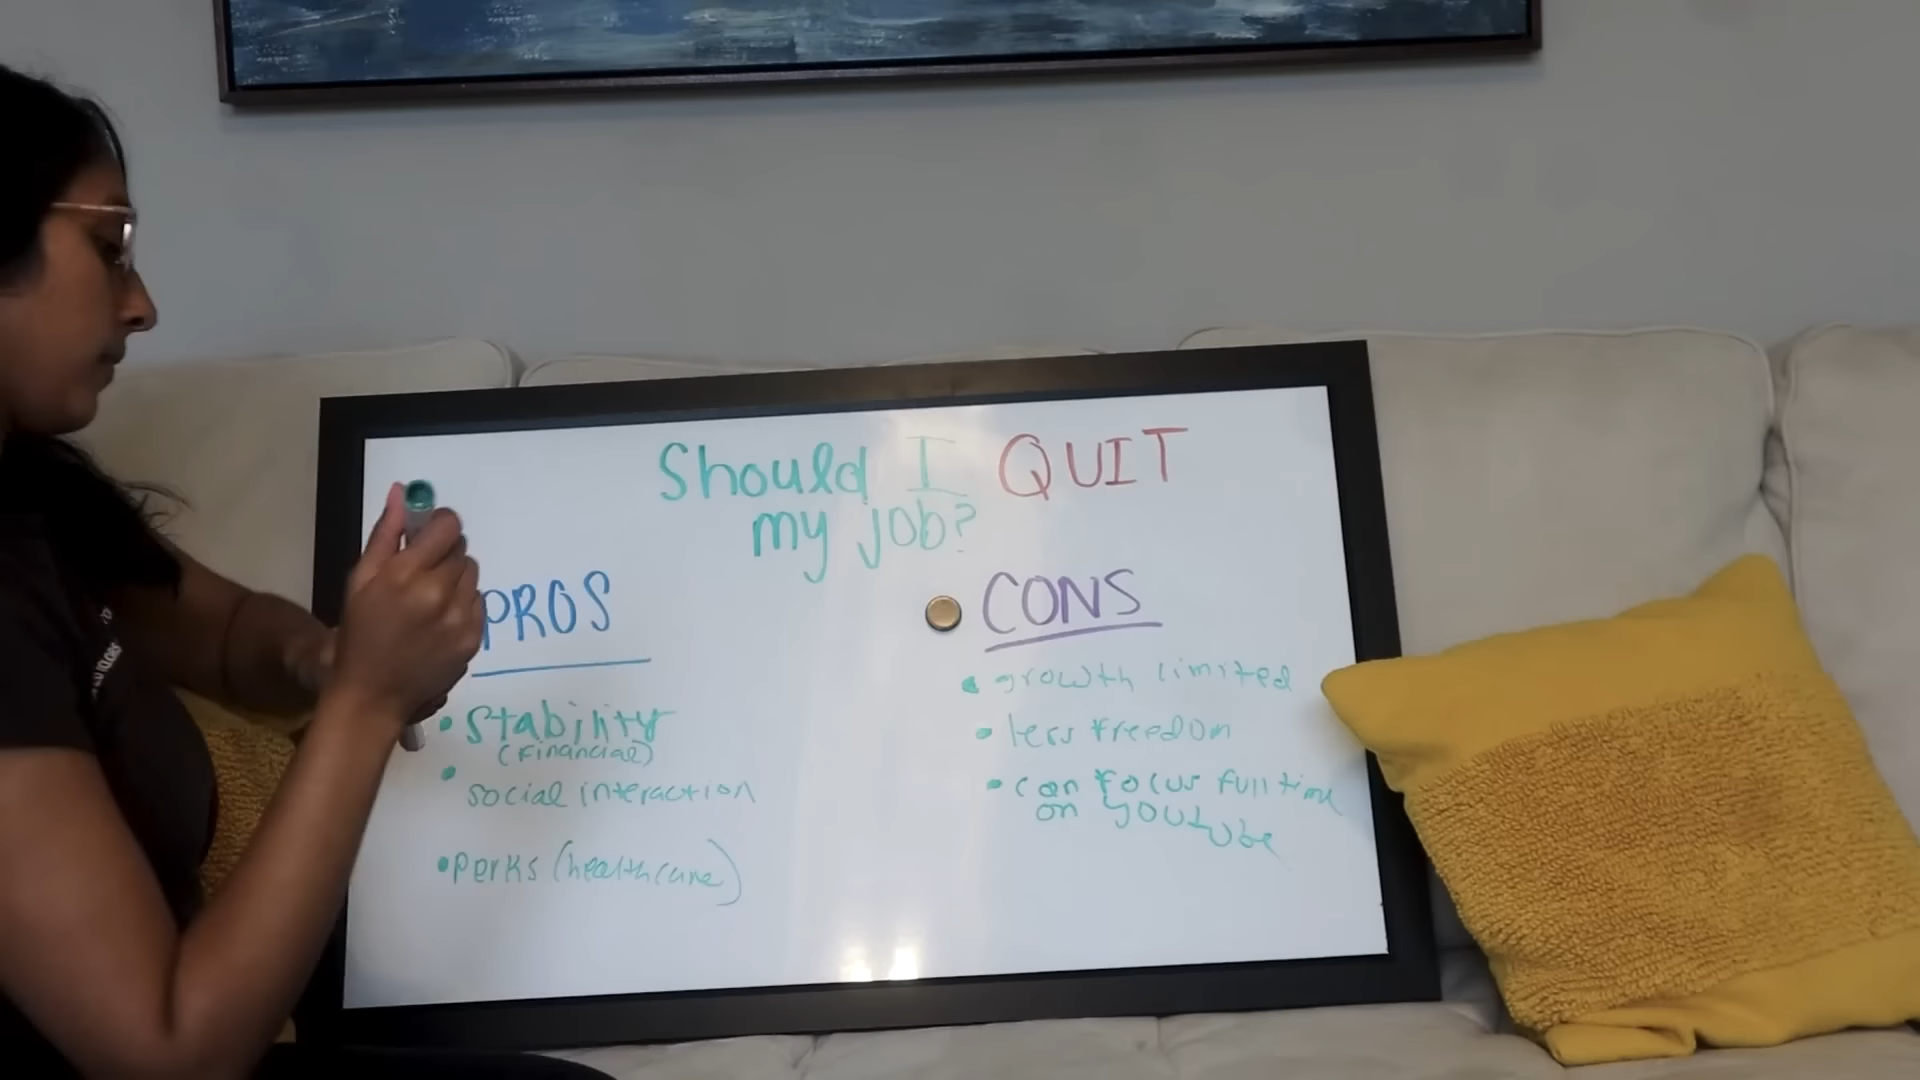 Should I QUIT
my job?
PROS
• Stability
(Financial)
• social interaction
• perks (healthcare)
CONS
• growth limited
• less freedom
• can focus full time
on youtube